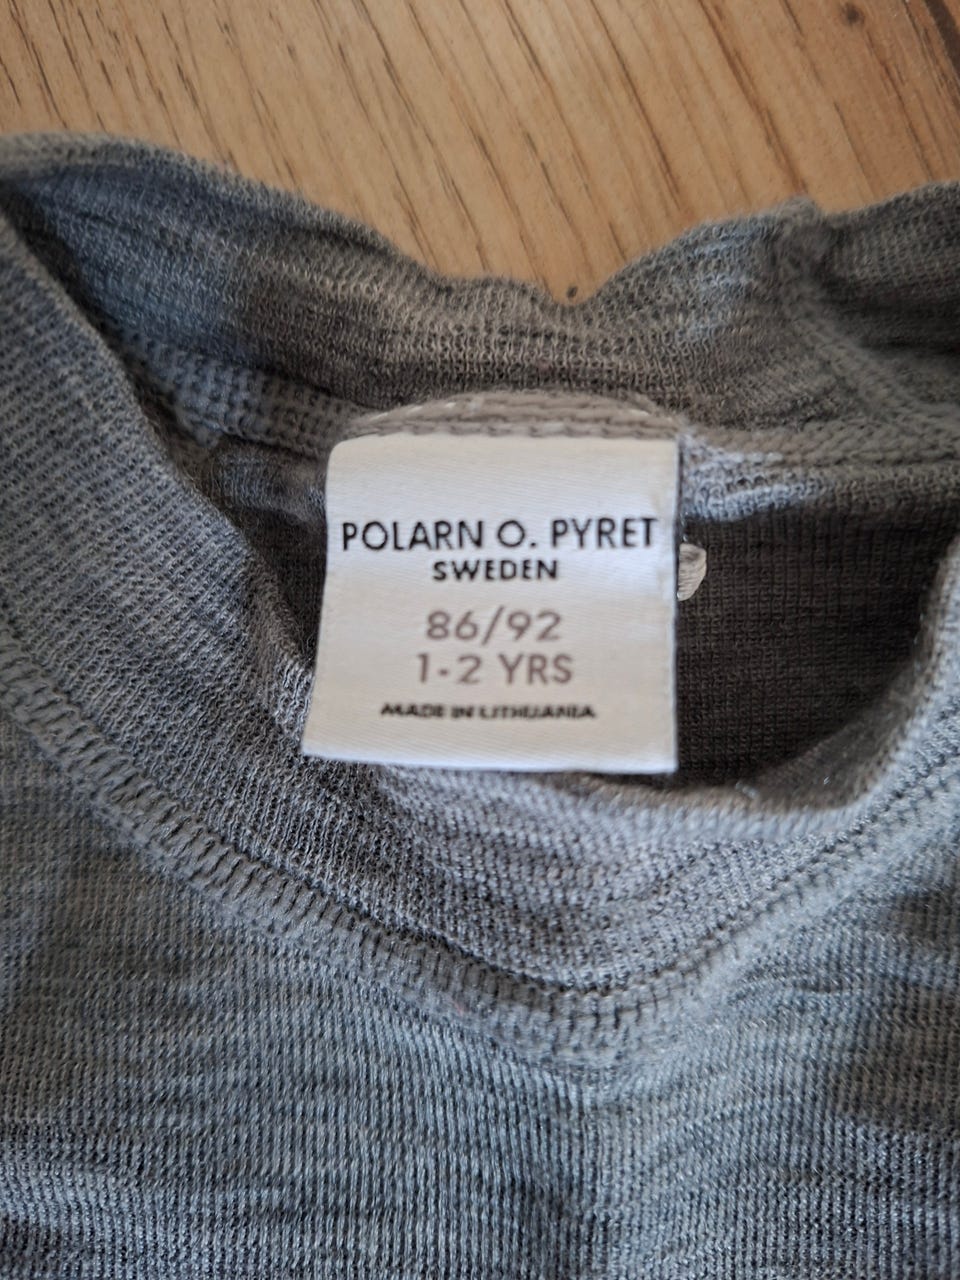 POLARN O. PYRET
SWEDEN
86/92
1-2 YRS
MADE IN LITHUANIA